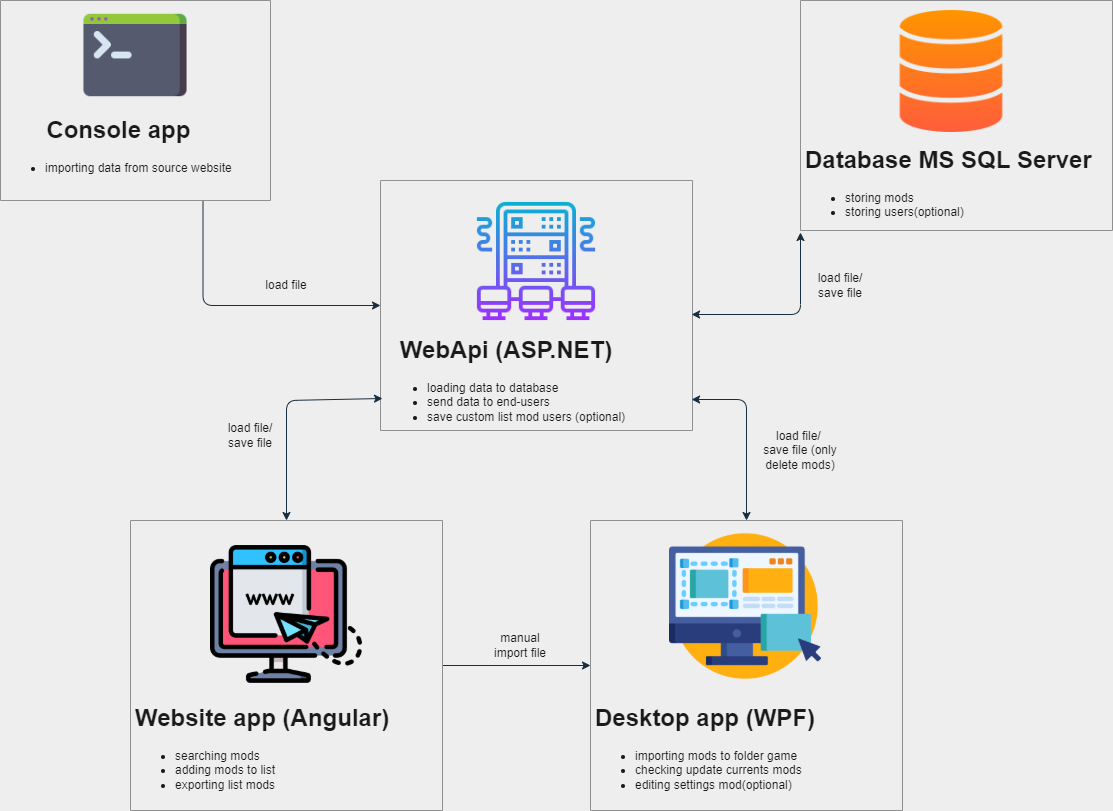 Console app
importing data from source website
Database MS SQL Server
storing mods
storing users(optional)
load file
load file/
save file
WebApi (ASP.NET)
loading data to database
send data to end-users
save custom list mod users (optional)
load file/
save file
load file/
save file (only
delete mods)
www
manual
import file
Website app (Angular)
searching mods
adding mods to list
exporting list mods
Desktop app (WPF)
importing mods to folder game
checking update currents mods
editing settings mod(optional)